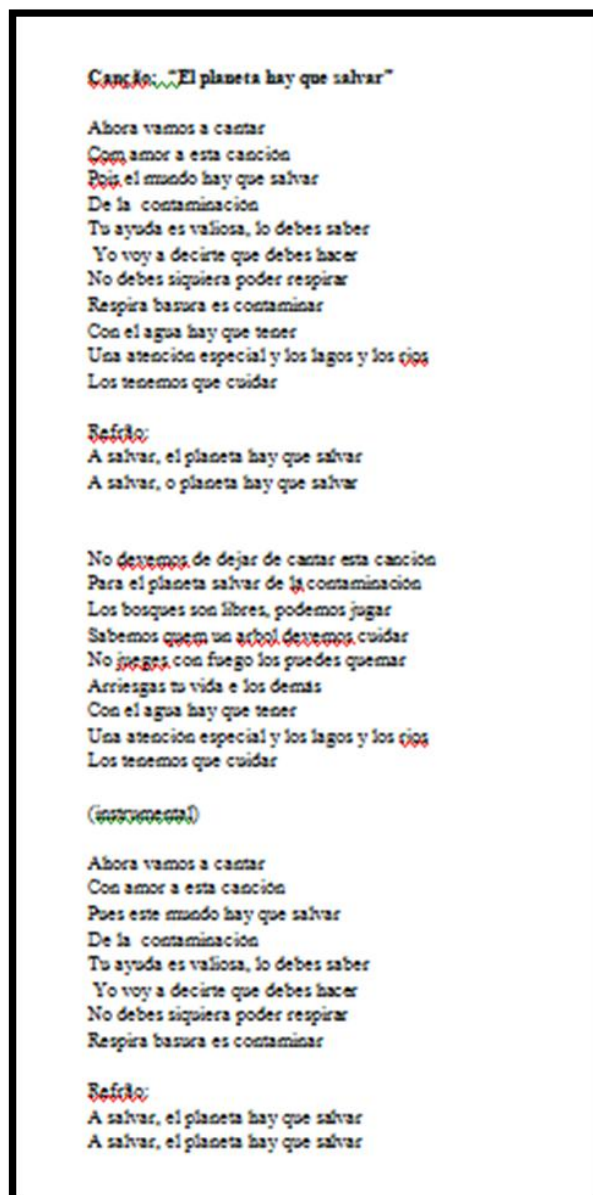 Canção: "El planeta hay que salvar"
Ahora vamos a cantar
Com amor a esta canción
Pois el mundo hay que salvar
De la contaminación
Tu ayuda es valiosa, lo debes saber
Yo voy a decirte que debes hacer
No debes siquiera poder respirar
Respira basura es contaminar
Con el agua hay que tener
Una atención especial y los lagos y los rios
Los tenemos que cuidar
Refrão:
A salvar, el planeta hay que salvar
A salvar, o planeta hay que salvar
No devemos de dejar de cantar esta canción
Para el planeta salvar de lá contaminación
Los bosques son libres, podemos jugar
Sabemos quem un arbol devemos cuidar
No jueges con fuego los puedes quemar
Arriesgas tu vida e los demás
Con el agua hay que tener
Una atención especial y los lagos y los rios
Los tenemos que cuidar
(instrumental)
Ahora vamos a cantar
Con amor a esta canción
Pues este mundo hay que salvar
De la contaminación
Tu ayuda es valiosa, lo debes saber
Yo voy a decirte que debes hacer
No debes siquiera poder respirar
Respira basura es contaminar
Refrão:
A salvar, el planeta hay que salvar
A salvar, el planeta hay que salvar